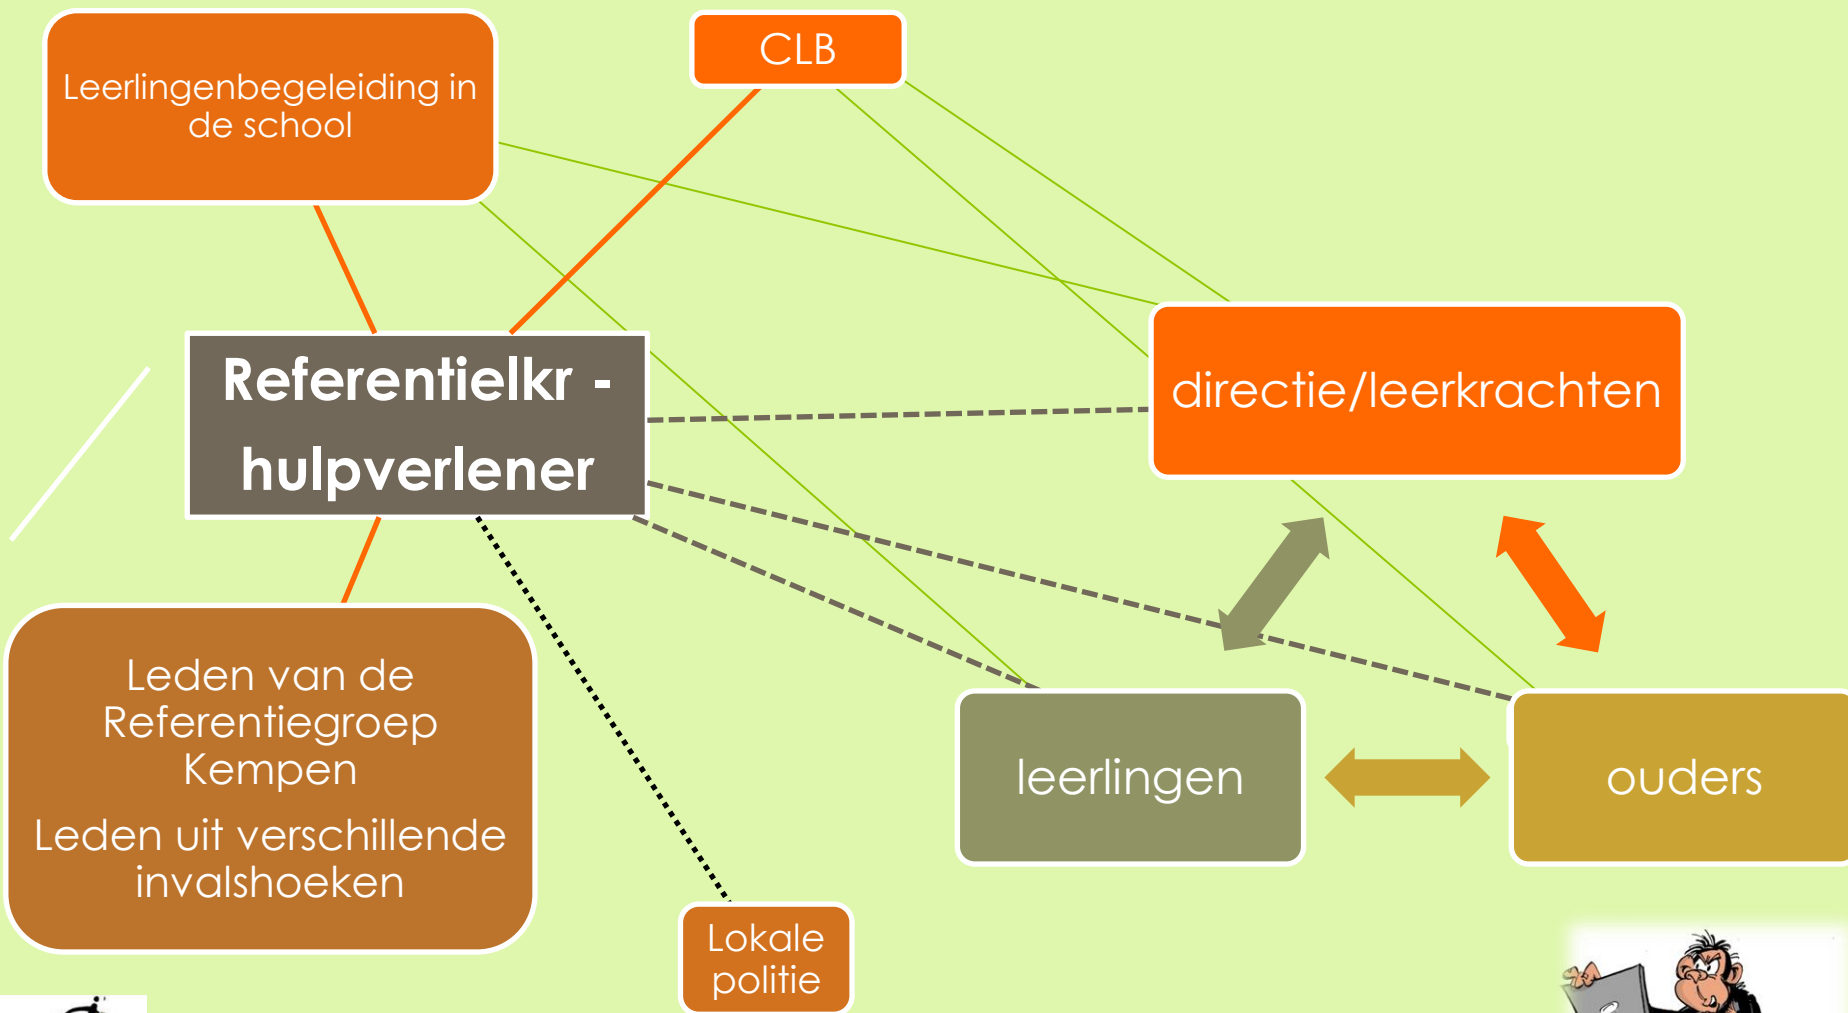 Leerlingenbegeleiding in
de school
CLB
Referentielkr -
hulpverlener
directie/leerkrachten
Leden van de
Referentiegroep
Kempen
Leden uit verschillende
invalshoeken
leerlingen
ouders
Lokale
politie